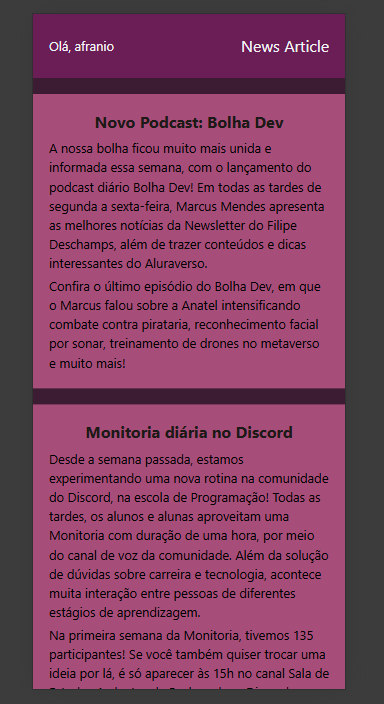 Olá, afranio
News Article
Novo Podcast: Bolha Dev
A nossa bolha ficou muito mais unida e
informada essa semana, com o lançamento do
podcast diário Bolha Dev! Em todas as tardes de
segunda a sexta-feira, Marcus Mendes apresenta
as melhores notícias da Newsletter do Filipe
Deschamps, além de trazer conteúdos e dicas
interessantes do Aluraverso.
Confira o último episódio do Bolha Dev, em que
o Marcus falou sobre a Anatel intensificando
combate contra pirataria, reconhecimento facial
por sonar, treinamento de drones no metaverso
e muito mais!
Monitoria diária no Discord
Desde a semana passada, estamos
experimentando uma nova rotina na comunidade
do Discord, na escola de Programação! Todas as
tardes, os alunos e alunas aproveitam uma
Monitoria com duração de uma hora, por meio
do canal de voz da comunidade. Além da solução
de dúvidas sobre carreira e tecnologia, acontece
muita interação entre pessoas de diferentes
estágios de aprendizagem.
Na primeira semana da Monitoria, tivemos 135
participantes! Se você também quiser trocar uma
ideia por lá, é só aparecer às 15h no canal Sala de